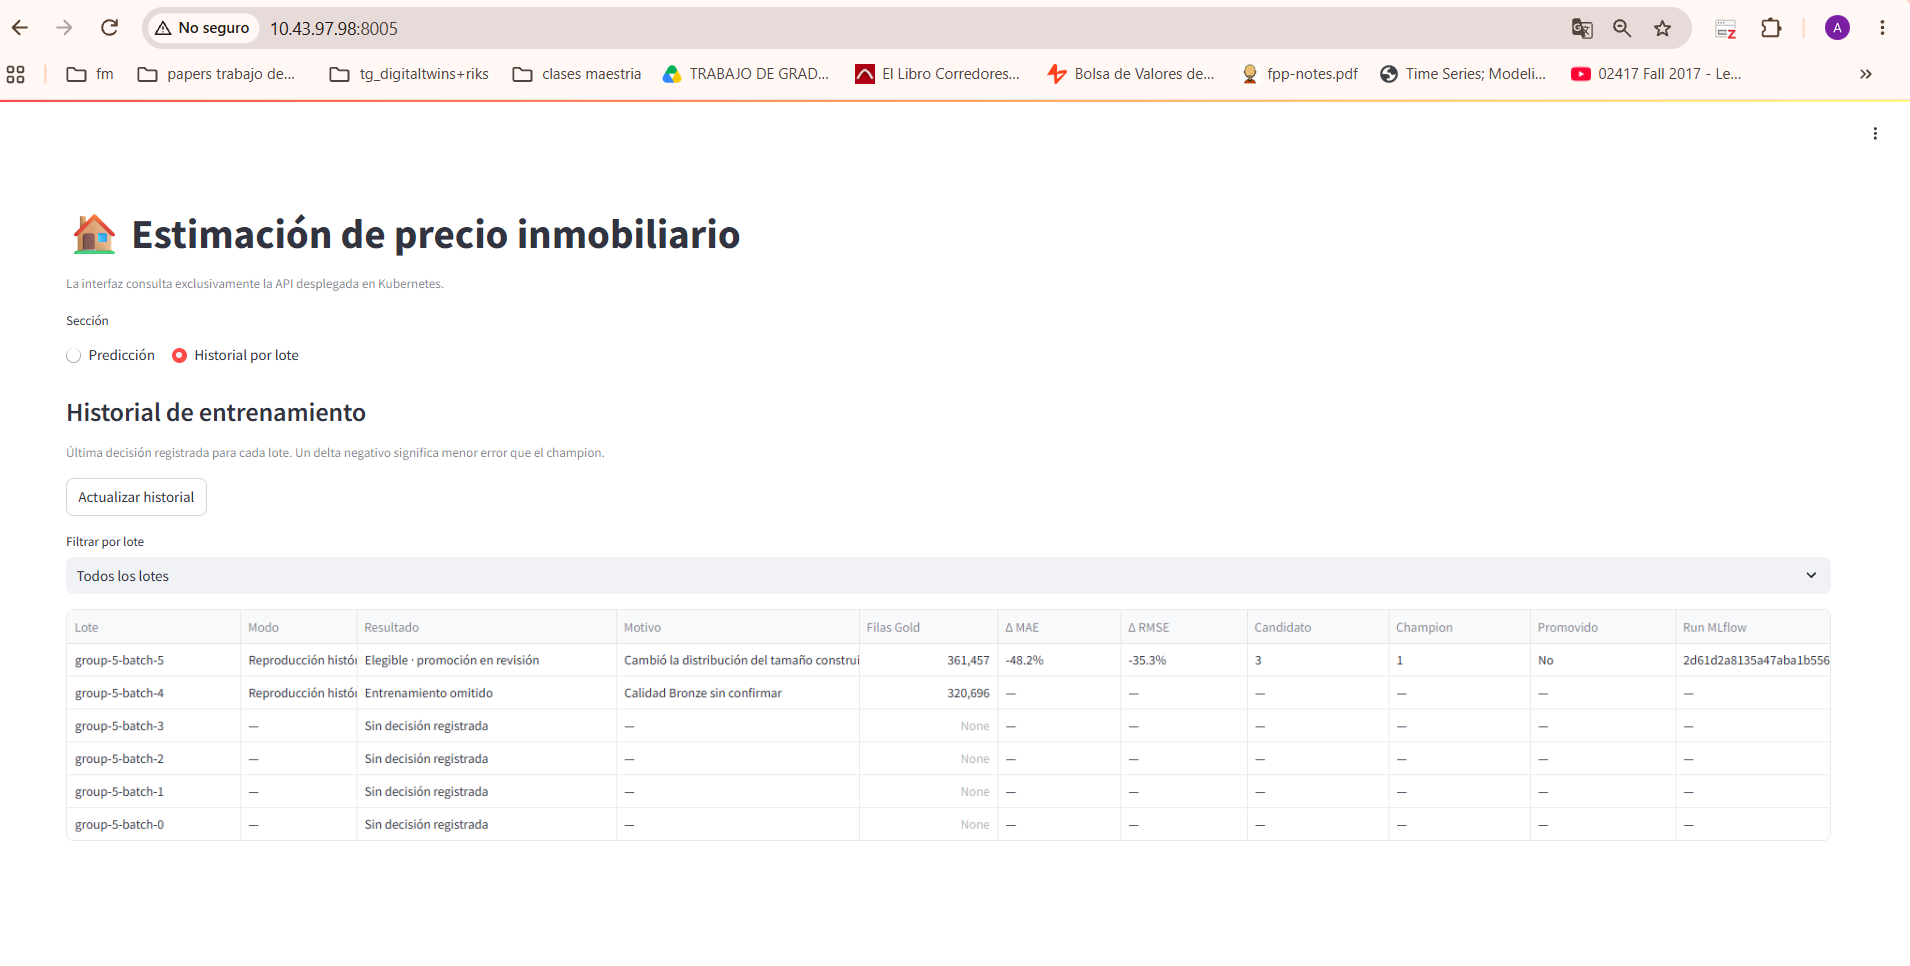 No seguro 10.43.97.98:8005 A
fm papers trabajo de... tg_digitaltwins+riks clases maestria TRABAJO DE GRAD... El Libro Corredores... Bolsa de Valores de... fpp-notes.pdf Time Series; Modeli... 02417 Fall 2017 - Le... »
Estimación de precio inmobiliario
La interfaz consulta exclusivamente la API desplegada en Kubernetes.
Sección
Predicción Historial por lote
Historial de entrenamiento
Última decisión registrada para cada lote. Un delta negativo significa menor error que el champion.
Actualizar historial
Filtrar por lote
Todos los lotes
Lote Modo Resultado Motivo Filas Gold Δ MAE Δ RMSE Candidato Champion Promovido Run MLflow
group-5-batch-5 Reproducción histór Elegible · promoción en revisión Cambió la distribución del tamaño construi 361,457 -48.2% -35.3% 3 1 No 2d61d2a8135a47aba1b556
group-5-batch-4 Reproducción histór Entrenamiento omitido Calidad Bronze sin confirmar 320,696 — — — — — —
group-5-batch-3 — Sin decisión registrada — None — — — — — —
group-5-batch-2 — Sin decisión registrada — None — — — — — —
group-5-batch-1 — Sin decisión registrada — None — — — — — —
group-5-batch-0 — Sin decisión registrada — None — — — — — —